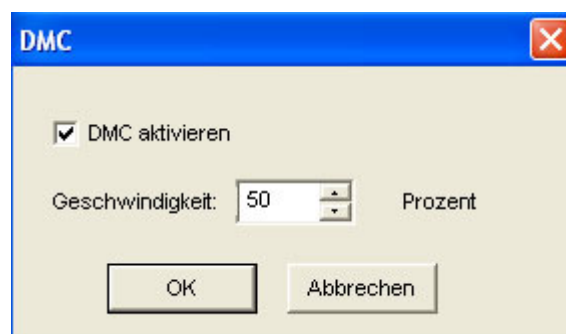 DMC
DMC aktivieren
Geschwindigkeit: 50 Prozent
OK Abbrechen